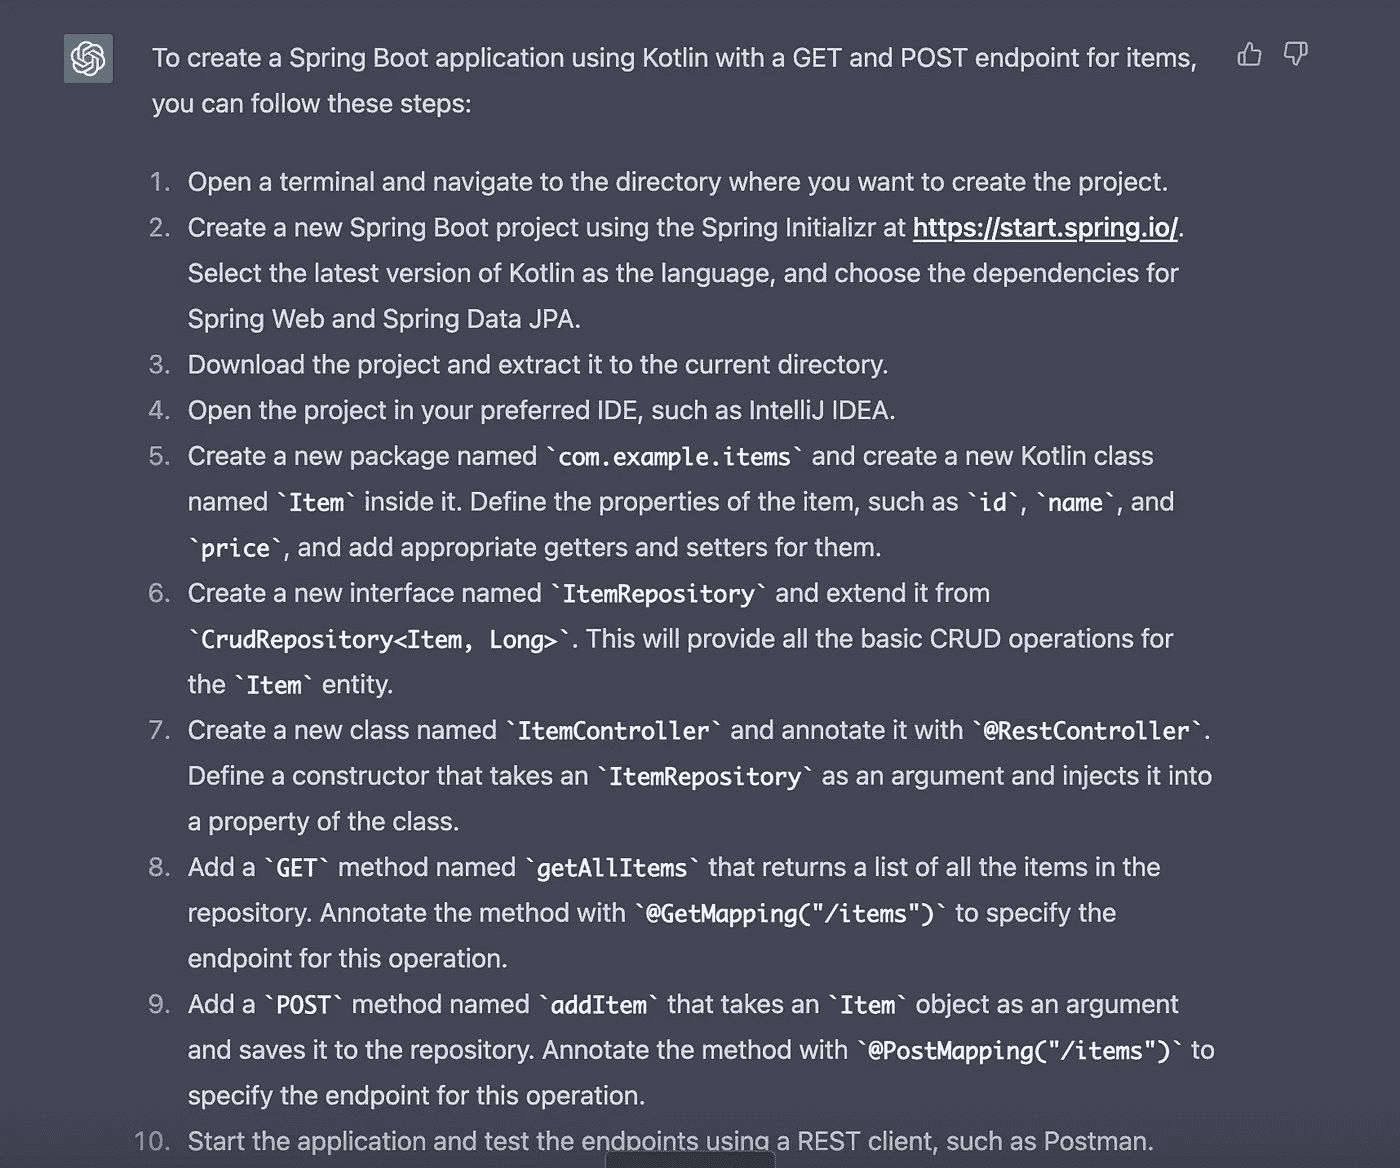 To create a Spring Boot application using Kotlin with a GET and POST endpoint for items,
you can follow these steps:
1. Open a terminal and navigate to the directory where you want to create the project.
2. Create a new Spring Boot project using the Spring Initializr at https://start.spring.io/.
Select the latest version of Kotlin as the language, and choose the dependencies for
Spring Web and Spring Data JPA.
3. Download the project and extract it to the current directory.
4. Open the project in your preferred IDE, such as IntelliJ IDEA.
5. Create a new package named `com.example.items` and create a new Kotlin class
named `Item` inside it. Define the properties of the item, such as `id`, `name`, and
`price`, and add appropriate getters and setters for them.
6. Create a new interface named `ItemRepository` and extend it from
`CrudRepository<Item, Long>`. This will provide all the basic CRUD operations for
the `Item` entity.
7. Create a new class named `ItemController` and annotate it with `@RestController`.
Define a constructor that takes an `ItemRepository` as an argument and injects it into
a property of the class.
8. Add a `GET` method named `getAllItems` that returns a list of all the items in the
repository. Annotate the method with `@GetMapping("/items")` to specify the
endpoint for this operation.
9. Add a `POST` method named `addItem` that takes an `Item` object as an argument
and saves it to the repository. Annotate the method with `@PostMapping("/items")` to
specify the endpoint for this operation.
10. Start the application and test the endpoints using a REST client, such as Postman.